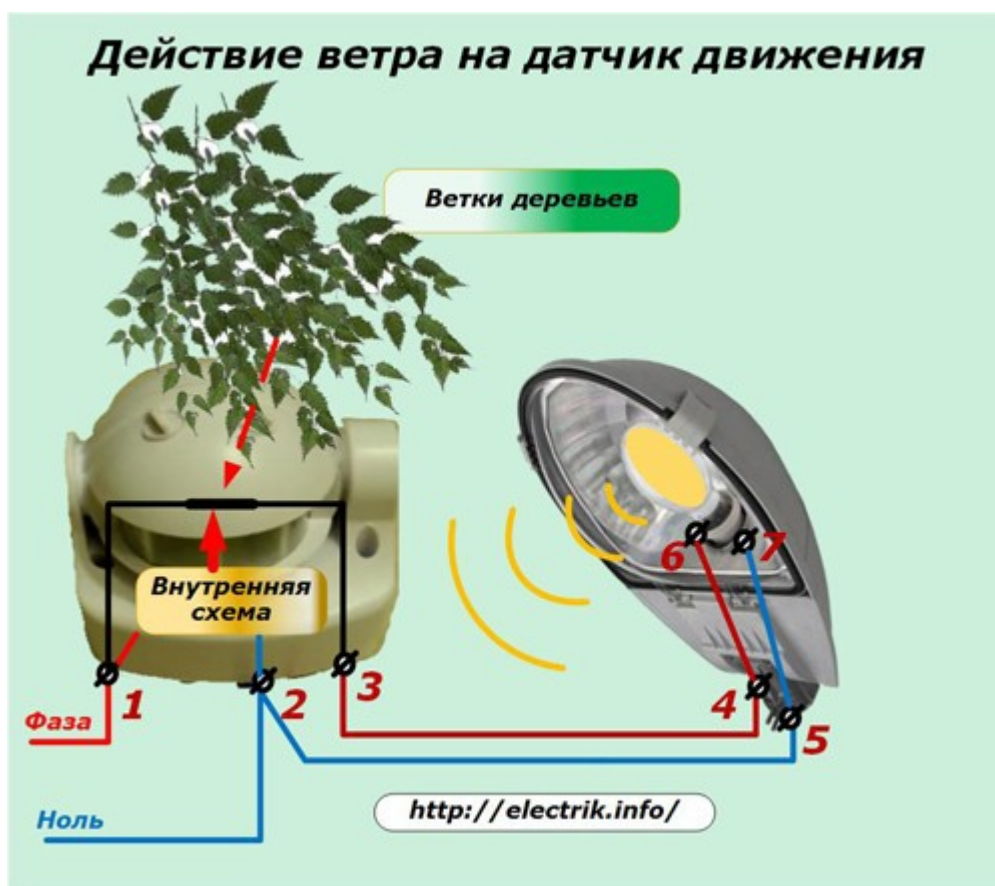 Действие ветра на датчик движения
Ветки деревьев
6
7
Внутренняя
схема
1
2
3
4
5
Фаза
Ноль
http://electrik.info/